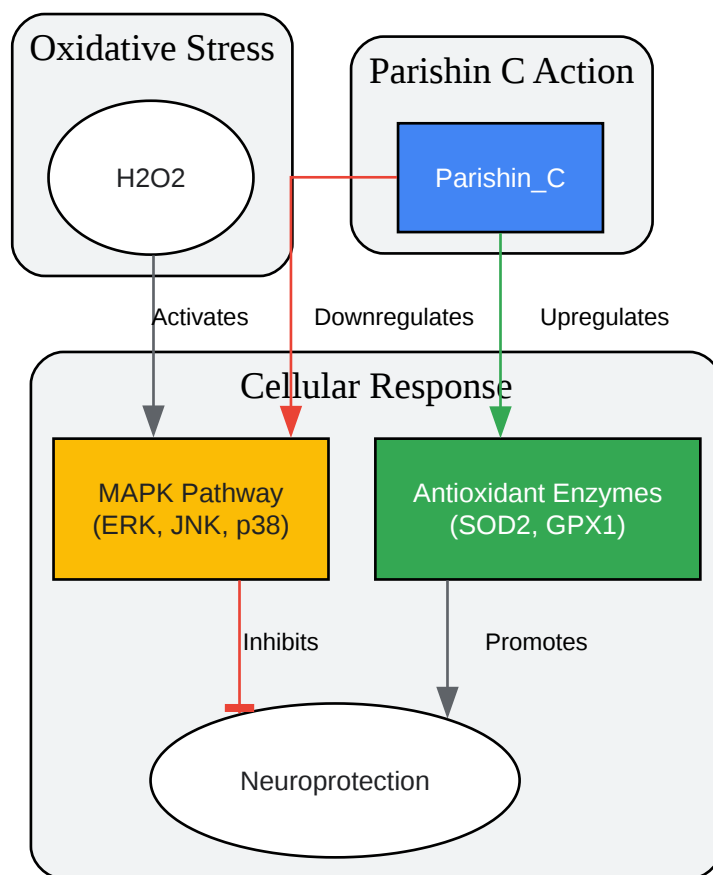 Oxidative Stress
Parishin C Action
H2O2
Parishin_C
Activates
Downregulates
Upregulates
Cellular Response
MAPK Pathway
(ERK, JNK, p38)
Antioxidant Enzymes
(SOD2, GPX1)
Inhibits
Promotes
Neuroprotection